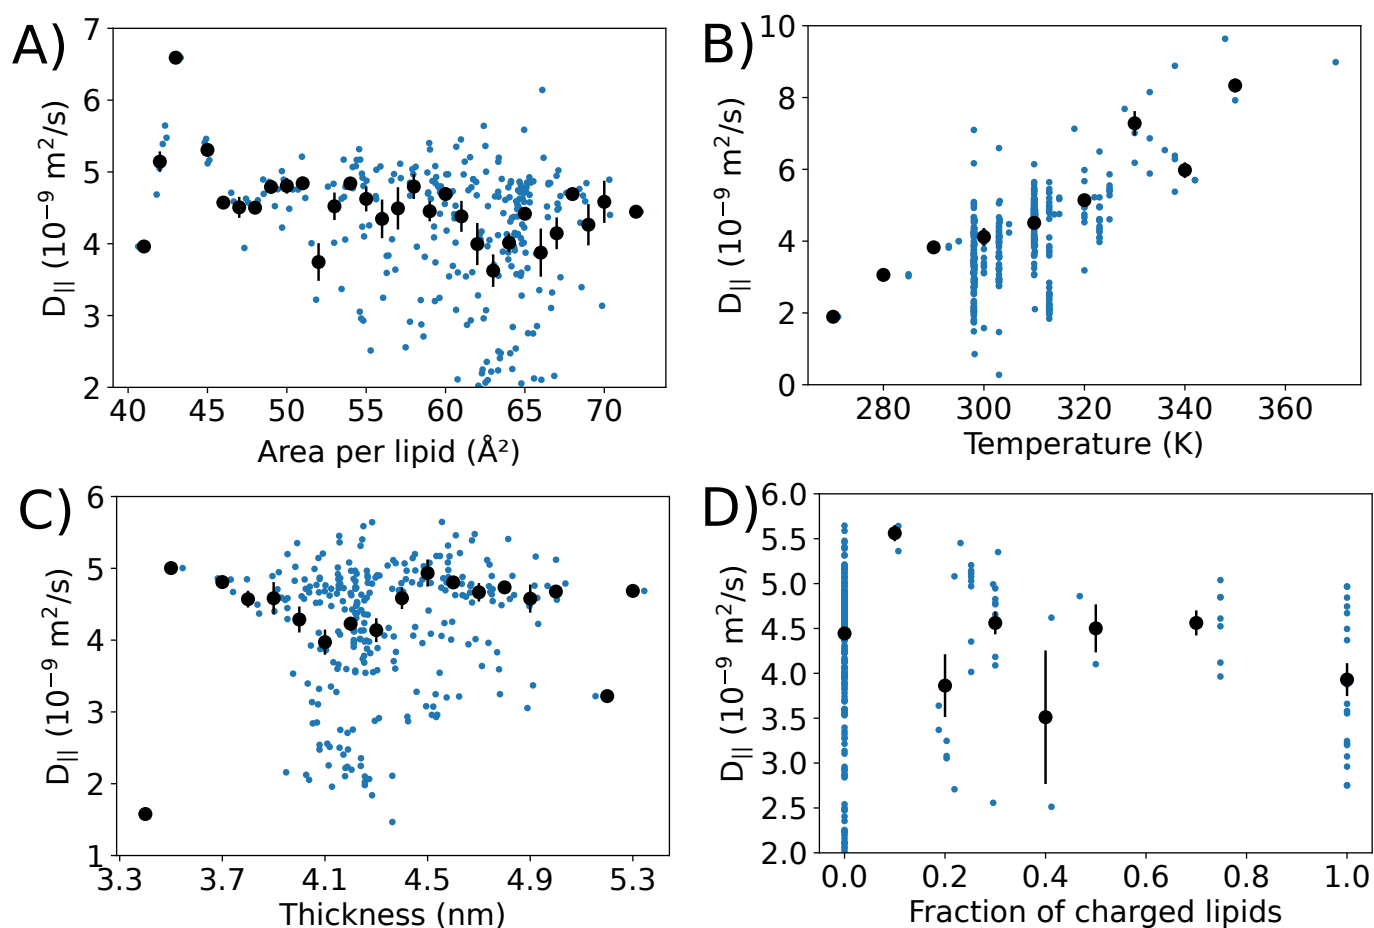 A)
7
6
5
4
3
2
D|| (10⁻⁹ m²/s)
40 45 50 55 60 65 70
Area per lipid (Å²)
B)
10
8
6
4
2
0
D|| (10⁻⁹ m²/s)
280 300 320 340 360
Temperature (K)
C)
6
5
4
3
2
1
D|| (10⁻⁹ m²/s)
3.3 3.7 4.1 4.5 4.9 5.3
Thickness (nm)
D)
6.0
5.5
5.0
4.5
4.0
3.5
3.0
2.5
2.0
D|| (10⁻⁹ m²/s)
0.0 0.2 0.4 0.6 0.8 1.0
Fraction of charged lipids